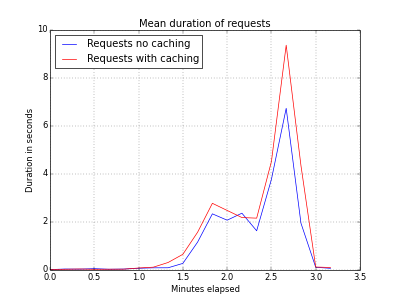 Mean duration of requests
Requests no caching
Requests with caching
Duration in seconds
10
8
6
4
2
0
0.0 0.5 1.0 1.5 2.0 2.5 3.0 3.5
Minutes elapsed